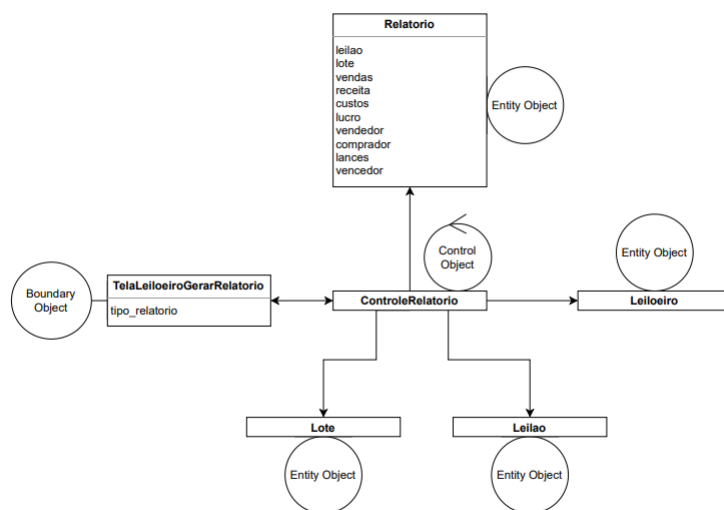 Relatorio
leilao
lote
vendas
receita
custos
lucro
vendedor
comprador
lances
vencedor
Entity Object
Control
Object
Entity Object
Boundary
Object
TelaLeiloeiroGerarRelatorio
tipo_relatorio
ControleRelatorio
Leiloeiro
Lote
Leilao
Entity Object
Entity Object